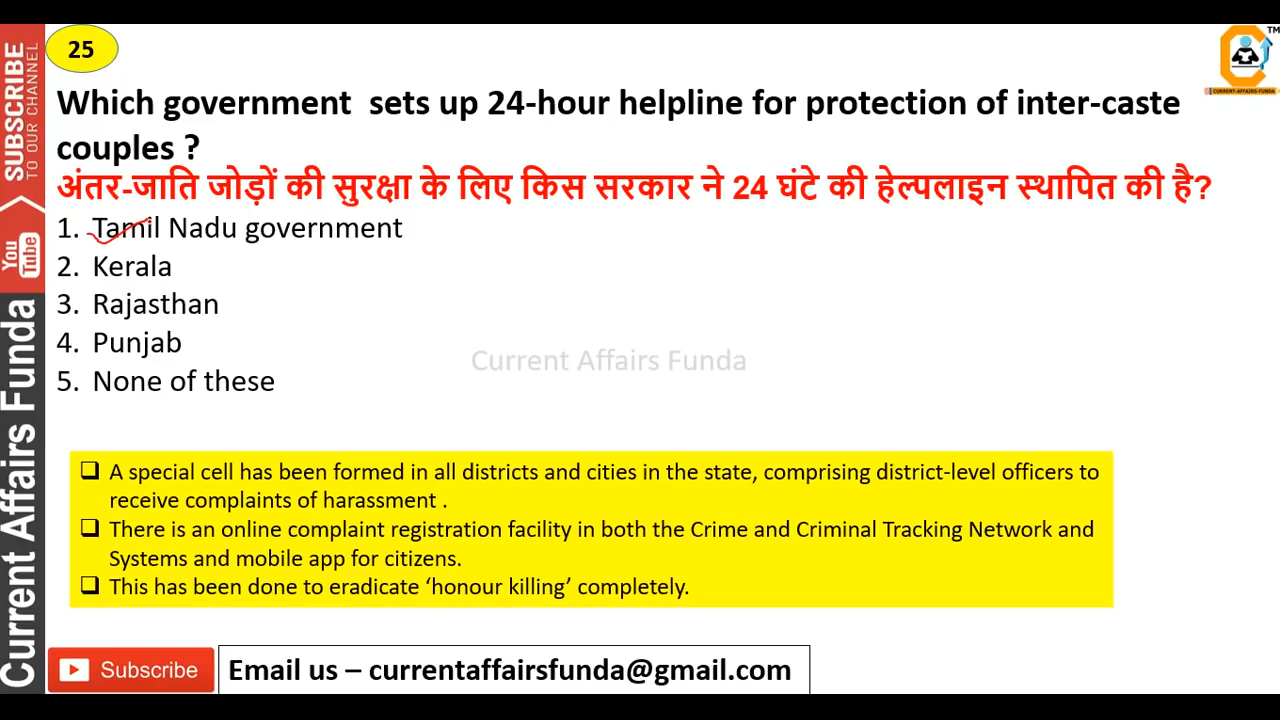 25
Which government sets up 24-hour helpline for protection of inter-caste
couples ?
अंतर-जाति जोड़ों की सुरक्षा के लिए किस सरकार ने 24 घंटे की हेल्पलाइन स्थापित की है?
1. Tamil Nadu government
2. Kerala
3. Rajasthan
4. Punjab
5. None of these
Current Affairs Funda
A special cell has been formed in all districts and cities in the state, comprising district-level officers to
receive complaints of harassment .
There is an online complaint registration facility in both the Crime and Criminal Tracking Network and
Systems and mobile app for citizens.
This has been done to eradicate ‘honour killing’ completely.
Subscribe
Email us – currentaffairsfunda@gmail.com
SUBSCRIBE
TO OUR CHANNEL
You
Tube
Current Affairs Funda
TM
CURRENT-AFFAIRS-FUNDA